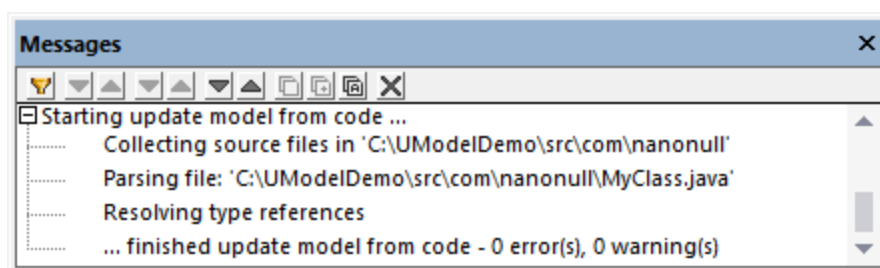 Messages
Starting update model from code ...
Collecting source files in 'C:\UModelDemo\src\com\nanonull'
Parsing file: 'C:\UModelDemo\src\com\nanonull\MyClass.java'
Resolving type references
... finished update model from code - 0 error(s), 0 warning(s)